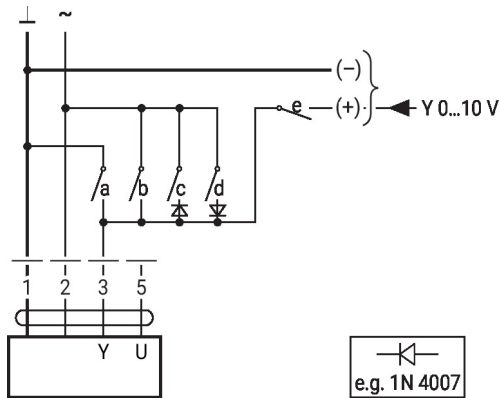 ⊥ ~
(–)
e (+) Y 0...10 V
a b c d
1 2 3 5
Y U
e.g. 1N 4007